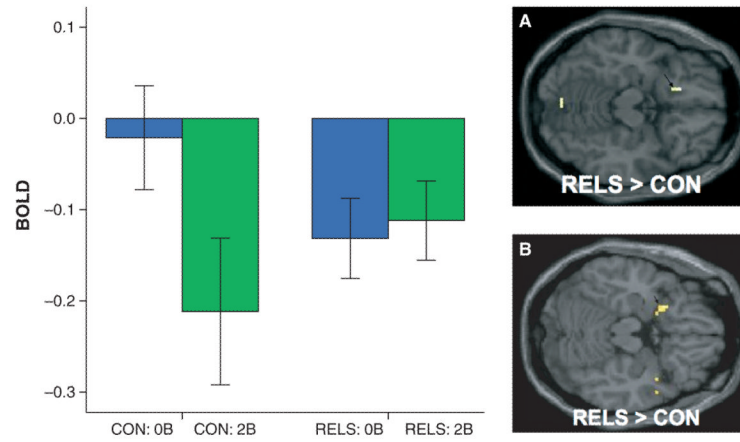 0.1
0.0
−0.1
−0.2
−0.3
BOLD
CON: 0B
CON: 2B
RELS: 0B
RELS: 2B
A
RELS > CON
B
RELS > CON